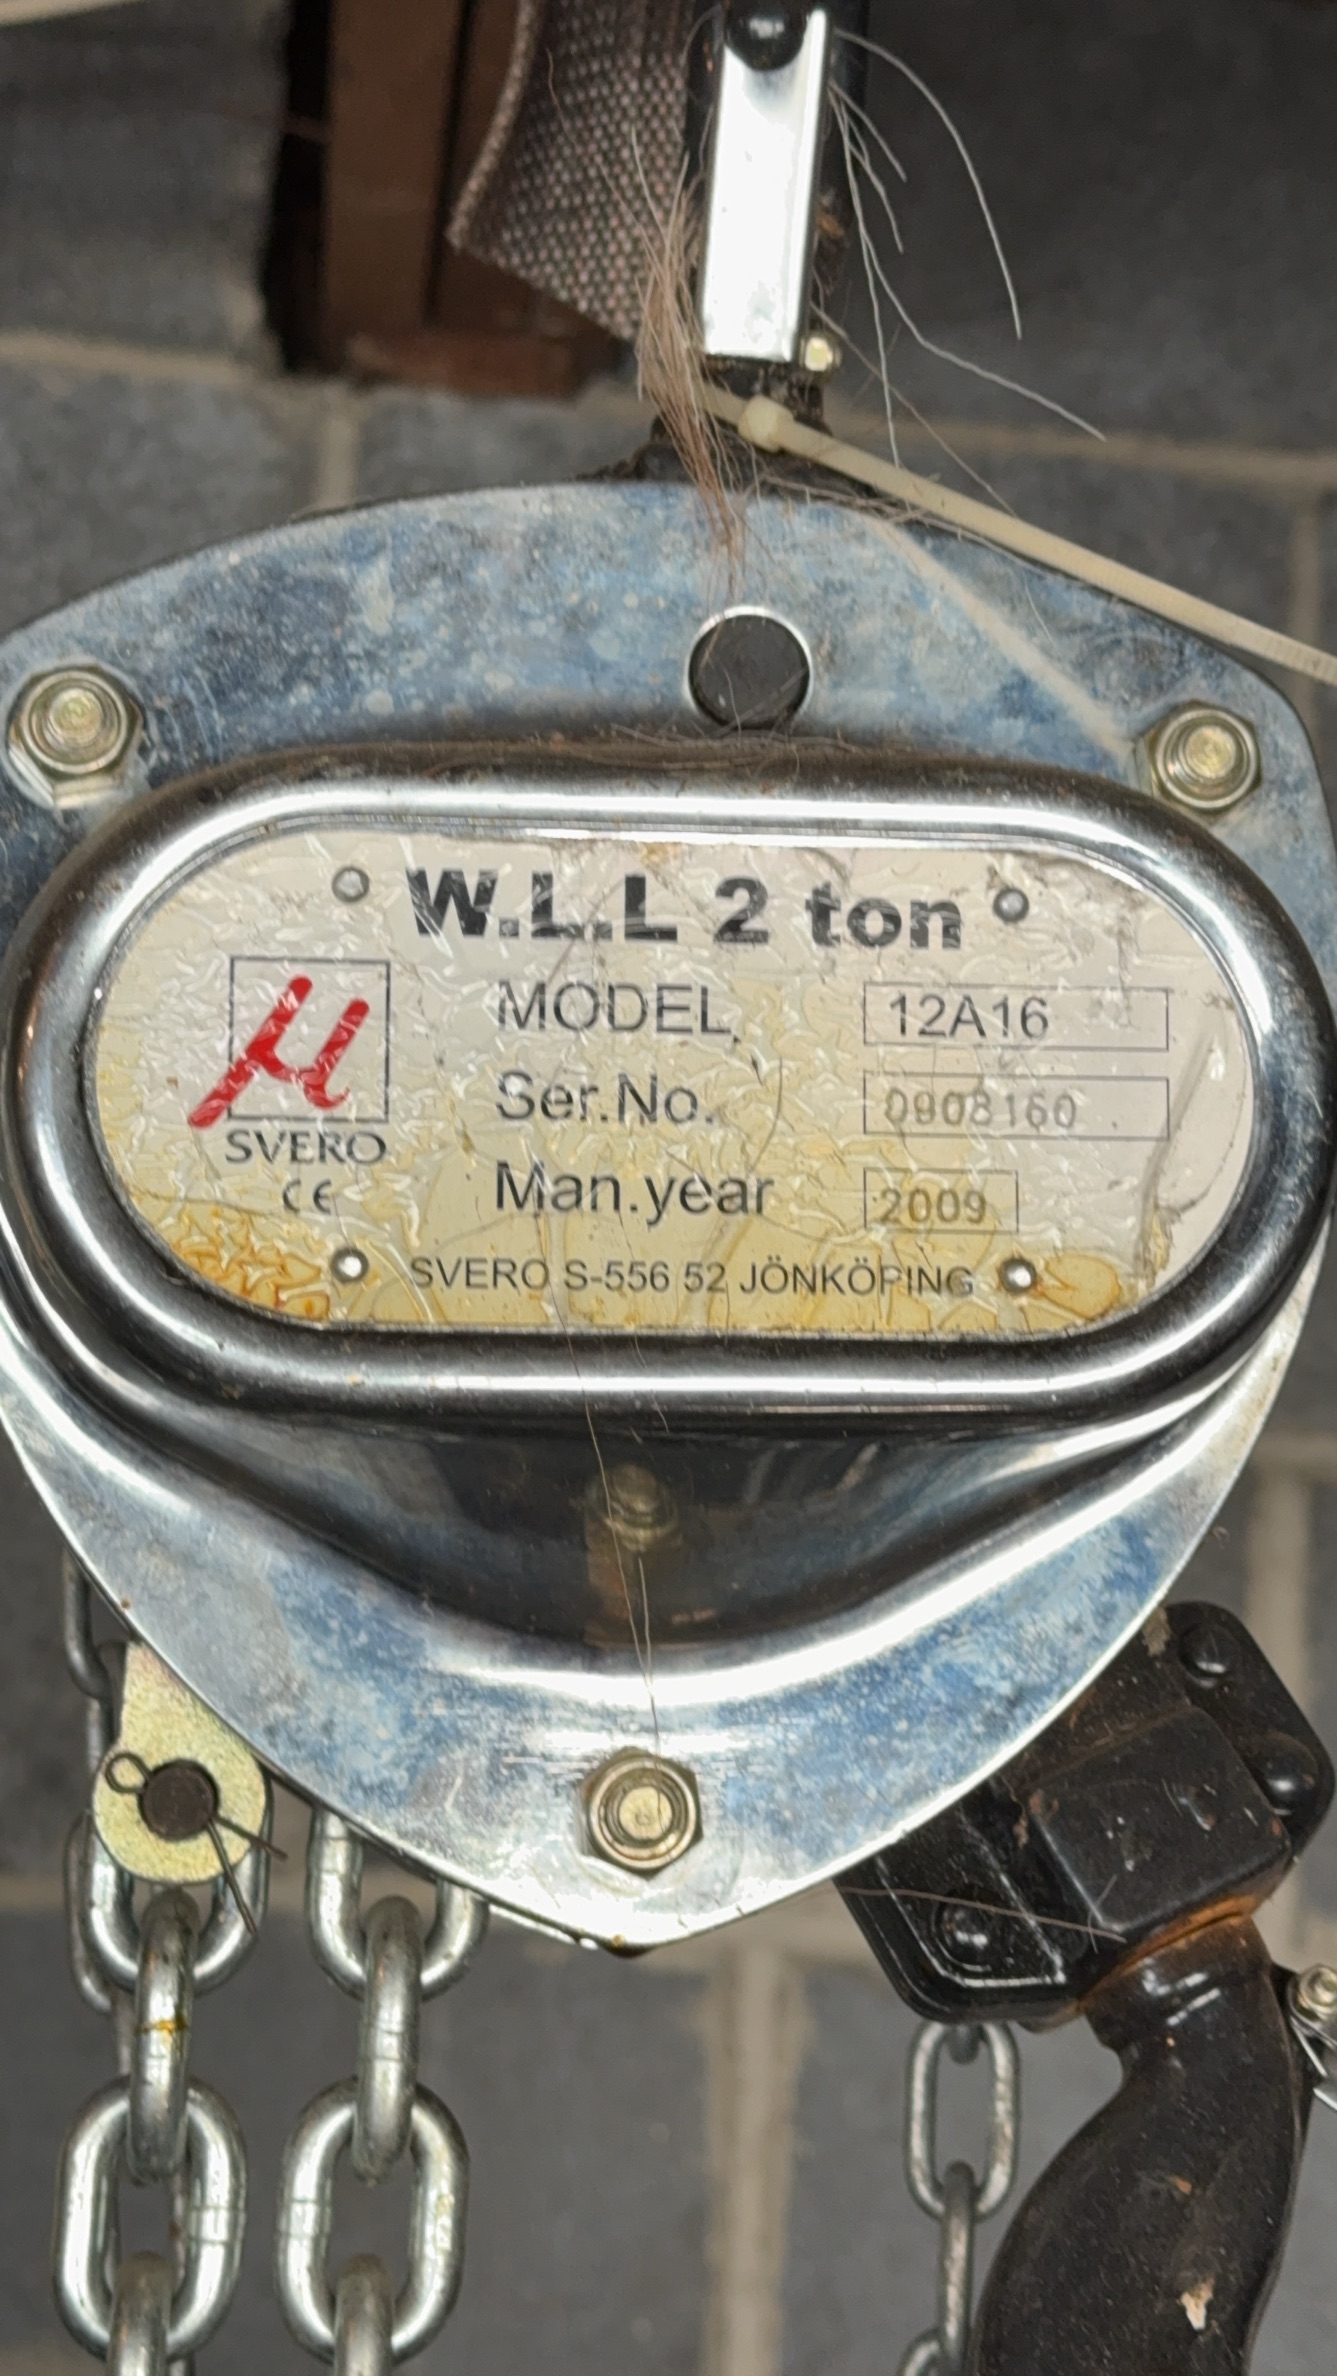 W.L.L 2 ton
MODEL 12A16
Ser.No. 0908160
Man.year 2009
µ
SVERO
CE
SVERO S-556 52 JÖNKÖPING